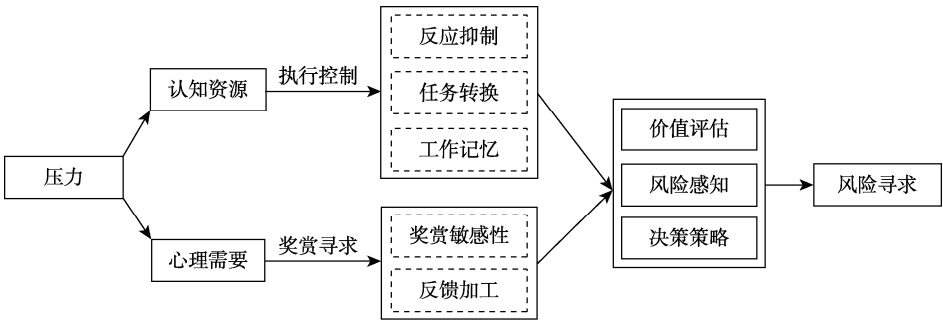 压力
认知资源
执行控制
反应抑制
任务转换
工作记忆
心理需要
奖赏寻求
奖赏敏感性
反馈加工
价值评估
风险感知
决策策略
风险寻求